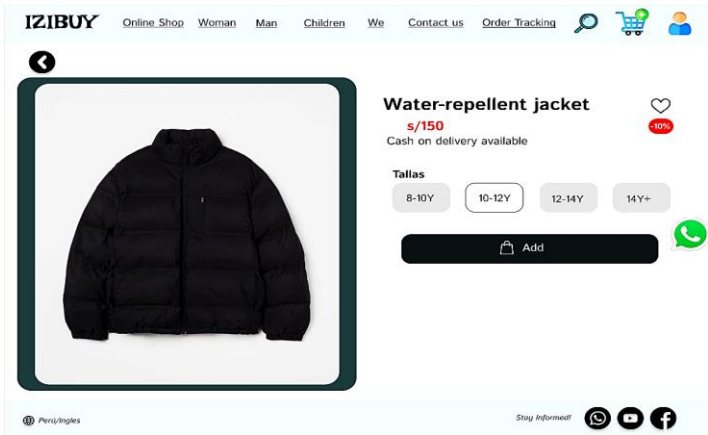 IZIBUY Online Shop Woman Man Children We Contact us Order Tracking
Water-repellent jacket
s/150
-10%
Cash on delivery available
Tallas
8-10Y 10-12Y 12-14Y 14Y+
Add
Perú/Ingles
Stay Informed!